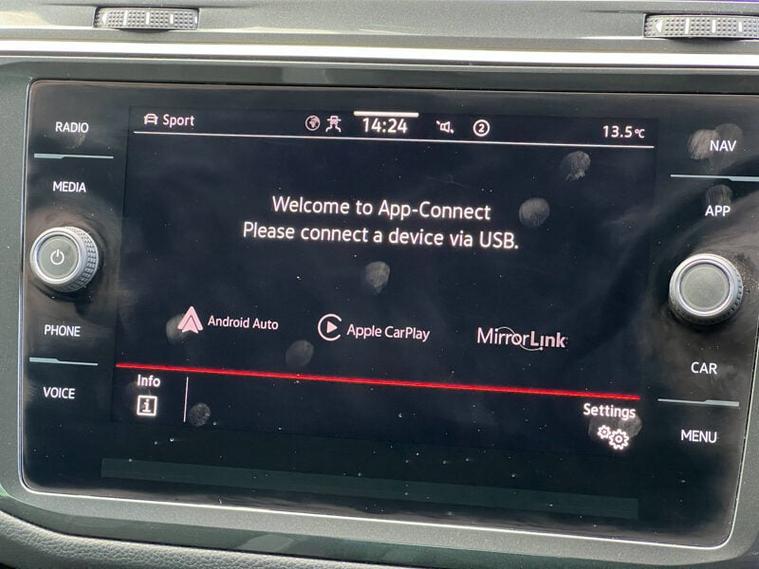 RADIO
MEDIA
PHONE
VOICE
Sport
14:24
2
13.5°C
Welcome to App-Connect
Please connect a device via USB.
Android Auto
Apple CarPlay
MirrorLink
Info
i
Settings
NAV
APP
CAR
MENU